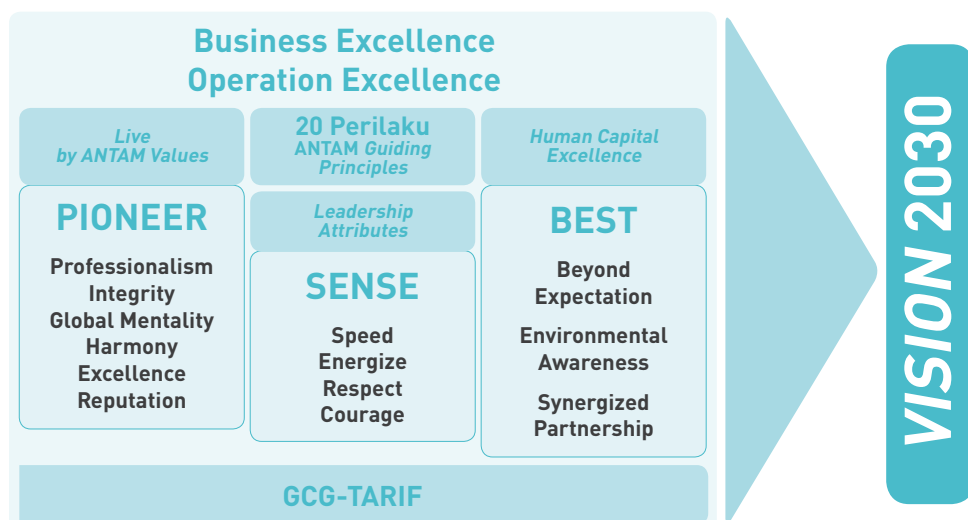 Business Excellence
Operation Excellence
Live
by ANTAM Values
PIONEER
Professionalism
Integrity
Global Mentality
Harmony
Excellence
Reputation
20 Perilaku
ANTAM Guiding
Principles
Leadership
Attributes
SENSE
Speed
Energize
Respect
Courage
Human Capital
Excellence
BEST
Beyond
Expectation
Environmental
Awareness
Synergized
Partnership
GCG-TARIF
VISION 2030